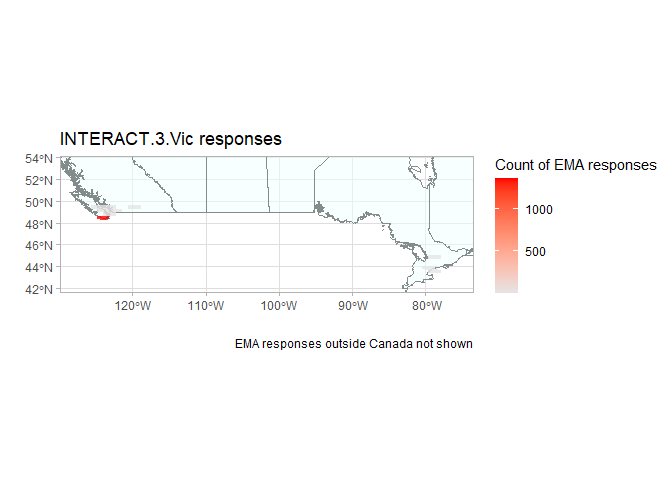 INTERACT.3.Vic responses
54°N
52°N
50°N
48°N
46°N
44°N
42°N
120°W
110°W
100°W
90°W
80°W
Count of EMA responses
1000
500
EMA responses outside Canada not shown